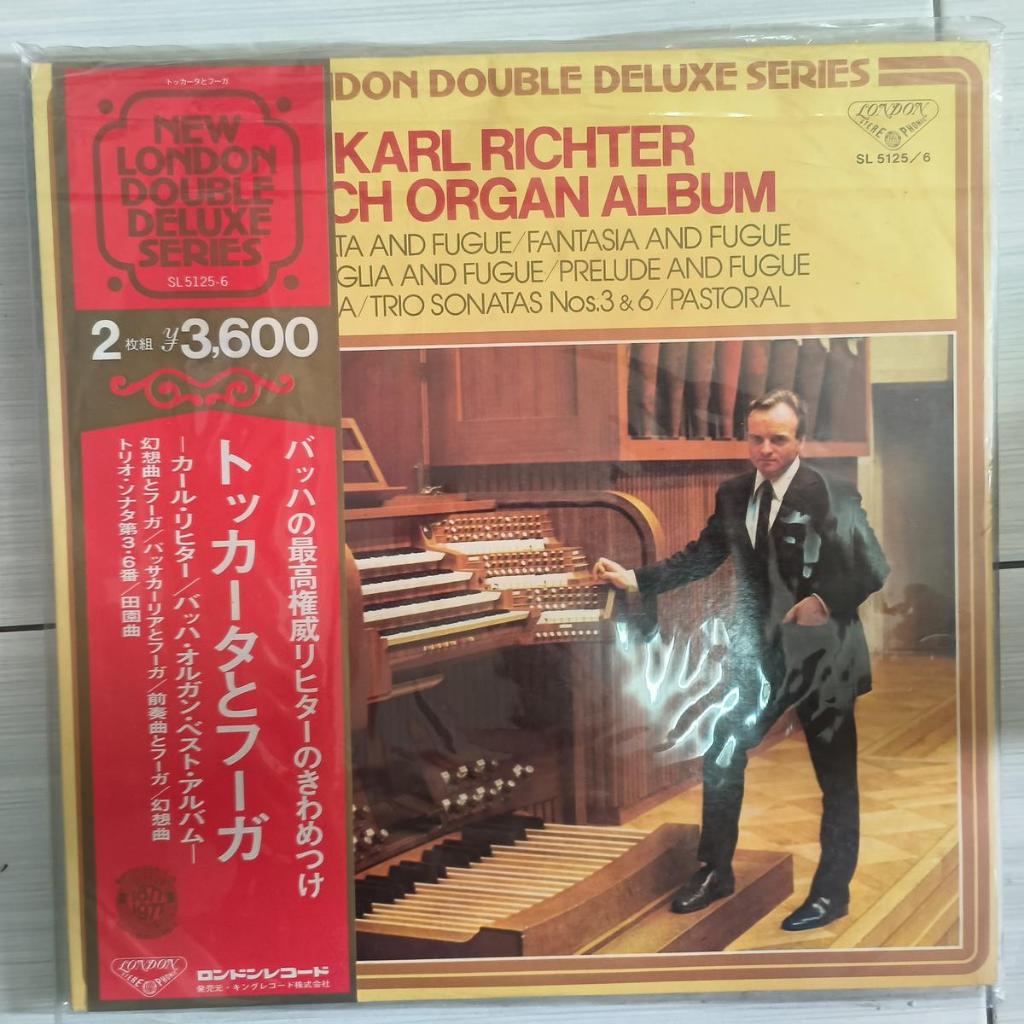 トッカータとフーガ
NEW
LONDON
DOUBLE
DELUXE
SERIES
SL 5125-6
2枚組 ¥3,600
バッハの最高権威リヒターのきわめつけ
トッカータとフーガ
―カール・リヒター/バッハ・オルガン・ベスト・アルバム―
幻想曲とフーガ/パッサカーリアとフーガ/前奏曲とフーガ/幻想曲
トリオ・ソナタ第3・6番/田園曲
1877
1977
LONDON
STEREO PHONIC
ロンドンレコード
発売元・キングレコード株式会社
DON DOUBLE DELUXE SERIES
LONDON
STEREO PHONIC
SL 5125/6
KARL RICHTER
CH ORGAN ALBUM
TA AND FUGUE/FANTASIA AND FUGUE
GLIA AND FUGUE/PRELUDE AND FUGUE
A/TRIO SONATAS Nos.3 & 6/PASTORAL